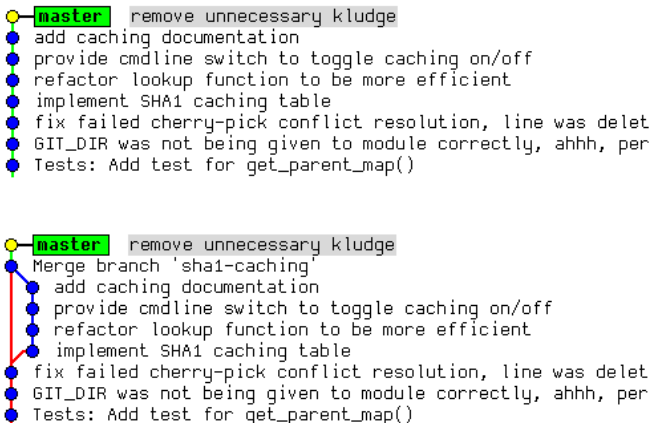 master remove unnecessary kludge
add caching documentation
provide cmdline switch to toggle caching on/off
refactor lookup function to be more efficient
implement SHA1 caching table
fix failed cherry-pick conflict resolution, line was delet
GIT_DIR was not being given to module correctly, ahhh, per
Tests: Add test for get_parent_map()
master remove unnecessary kludge
Merge branch 'sha1-caching'
add caching documentation
provide cmdline switch to toggle caching on/off
refactor lookup function to be more efficient
implement SHA1 caching table
fix failed cherry-pick conflict resolution, line was delet
GIT_DIR was not being given to module correctly, ahhh, per
Tests: Add test for get_parent_map()